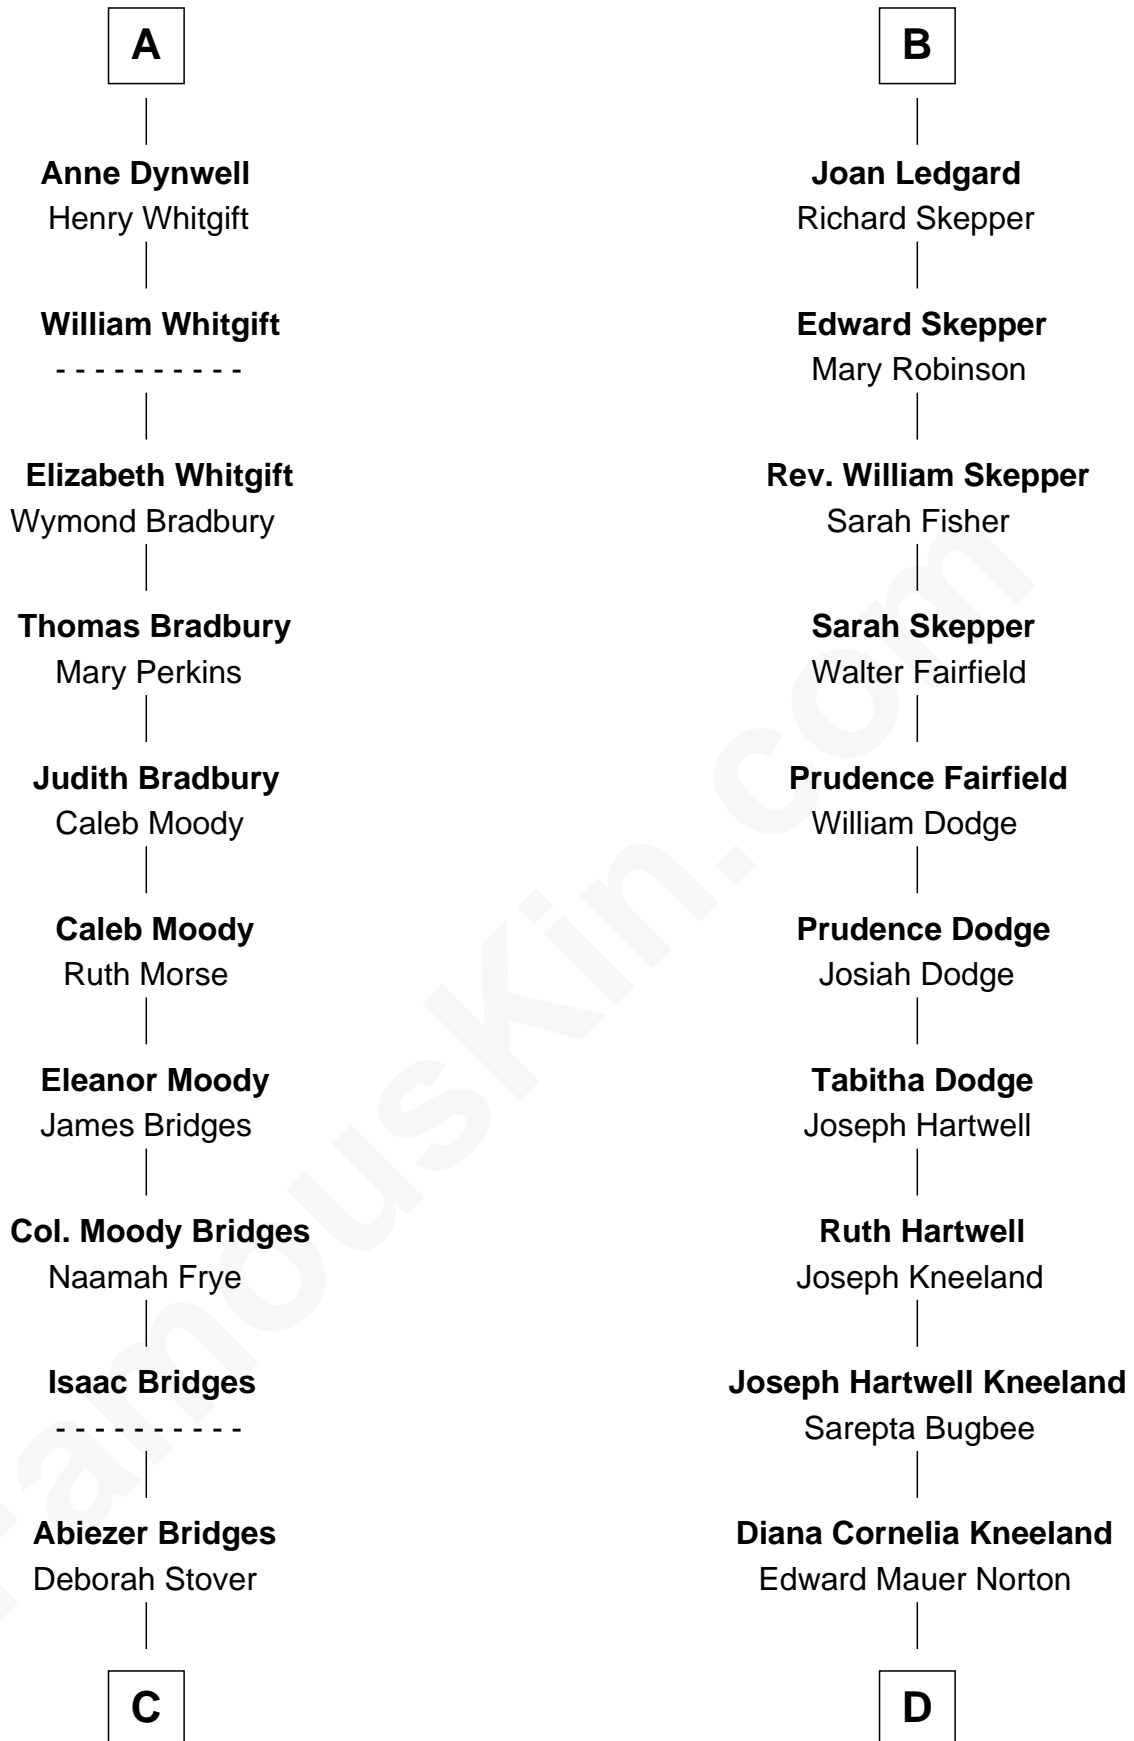 A
Anne Dynwell
Henry Whitgift
William Whitgift
- - - - - - - - - -
Elizabeth Whitgift
Wymond Bradbury
Thomas Bradbury
Mary Perkins
Judith Bradbury
Caleb Moody
Caleb Moody
Ruth Morse
Eleanor Moody
James Bridges
Col. Moody Bridges
Naamah Frye
Isaac Bridges
- - - - - - - - - -
Abiezer Bridges
Deborah Stover
C
B
Joan Ledgard
Richard Skepper
Edward Skepper
Mary Robinson
Rev. William Skepper
Sarah Fisher
Sarah Skepper
Walter Fairfield
Prudence Fairfield
William Dodge
Prudence Dodge
Josiah Dodge
Tabitha Dodge
Joseph Hartwell
Ruth Hartwell
Joseph Kneeland
Joseph Hartwell Kneeland
Sarepta Bugbee
Diana Cornelia Kneeland
Edward Mauer Norton
D
FamousKin.com